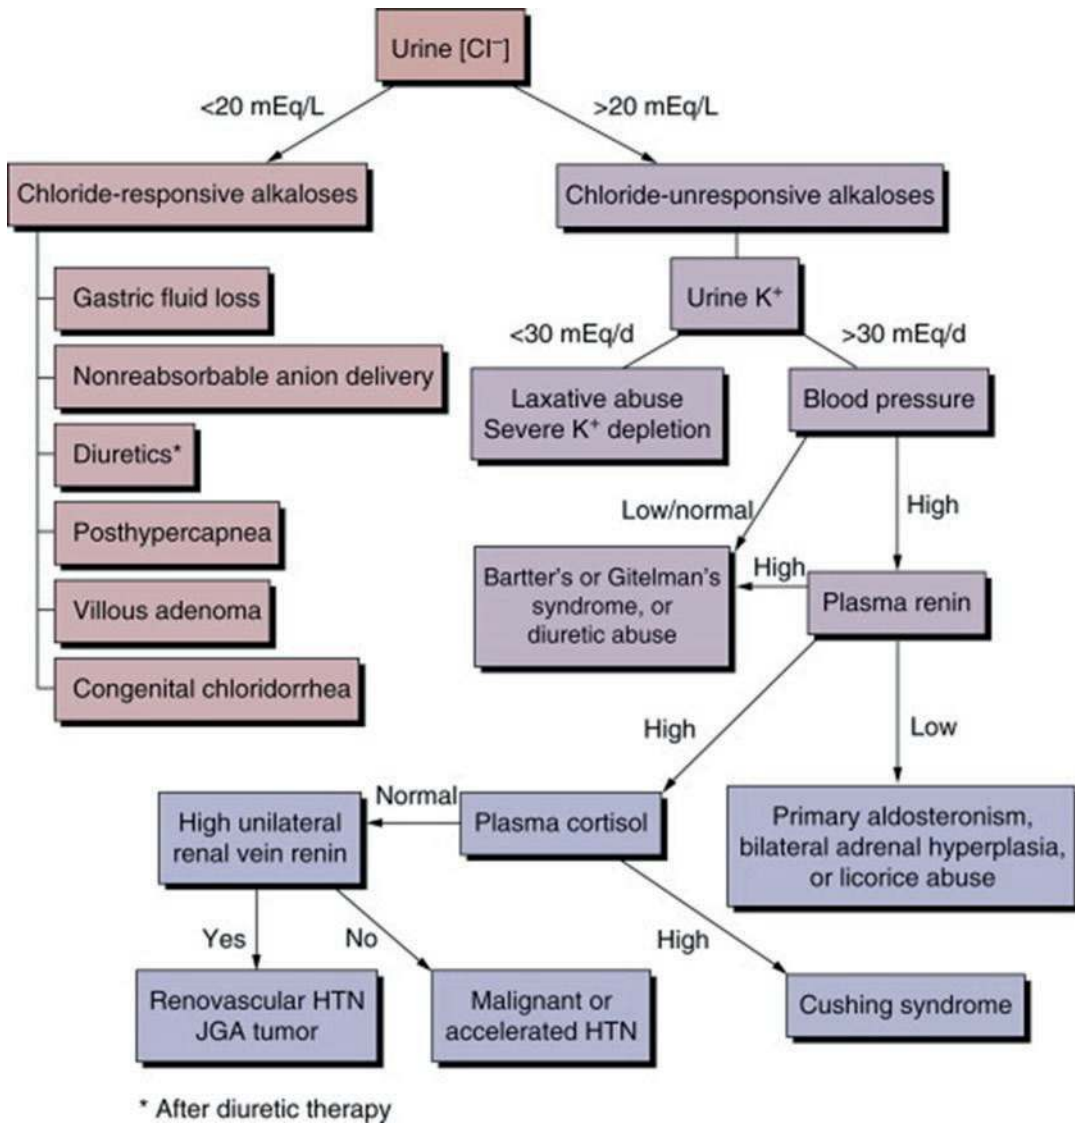 Urine [Cl⁻]
<20 mEq/L
>20 mEq/L
Chloride-responsive alkaloses
Chloride-unresponsive alkaloses
Gastric fluid loss
Nonreabsorbable anion delivery
Diuretics*
Posthypercapnea
Villous adenoma
Congenital chloridorrhea
Urine K⁺
<30 mEq/d
>30 mEq/d
Laxative abuse
Severe K⁺ depletion
Blood pressure
Low/normal
High
Bartter's or Gitelman's
syndrome, or
diuretic abuse
High
Plasma renin
High
Low
Primary aldosteronism,
bilateral adrenal hyperplasia,
or licorice abuse
Plasma cortisol
Normal
High unilateral
renal vein renin
Yes
No
High
Renovascular HTN
JGA tumor
Malignant or
accelerated HTN
Cushing syndrome
* After diuretic therapy